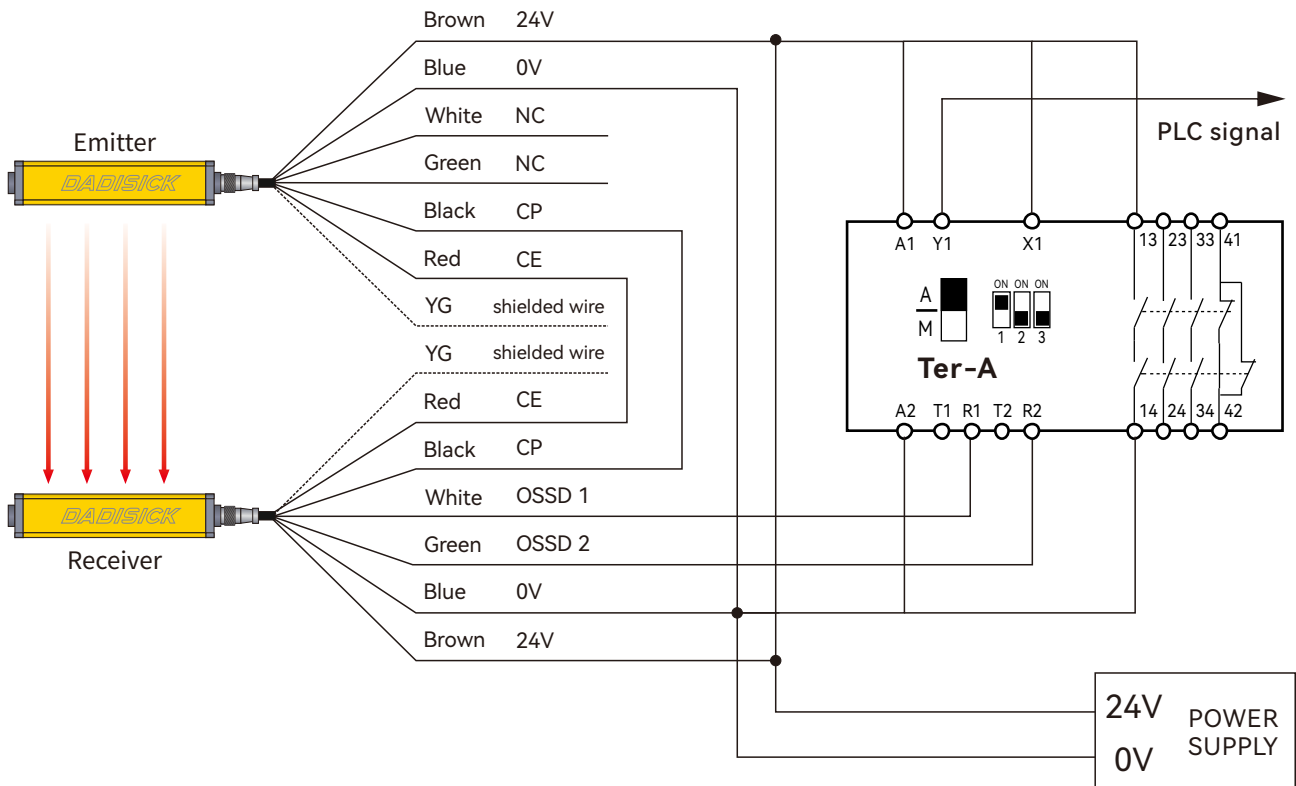 Brown 24V
Blue 0V
White NC
Green NC
Black CP
Red CE
YG shielded wire
YG shielded wire
Red CE
Black CP
White OSSD 1
Green OSSD 2
Blue 0V
Brown 24V
Emitter
DADISICK
DADISICK
Receiver
PLC signal
A1 Y1 X1 13 23 33 41
A
M
ON ON ON
1 2 3
Ter-A
A2 T1 R1 T2 R2 14 24 34 42
24V
0V
POWER
SUPPLY